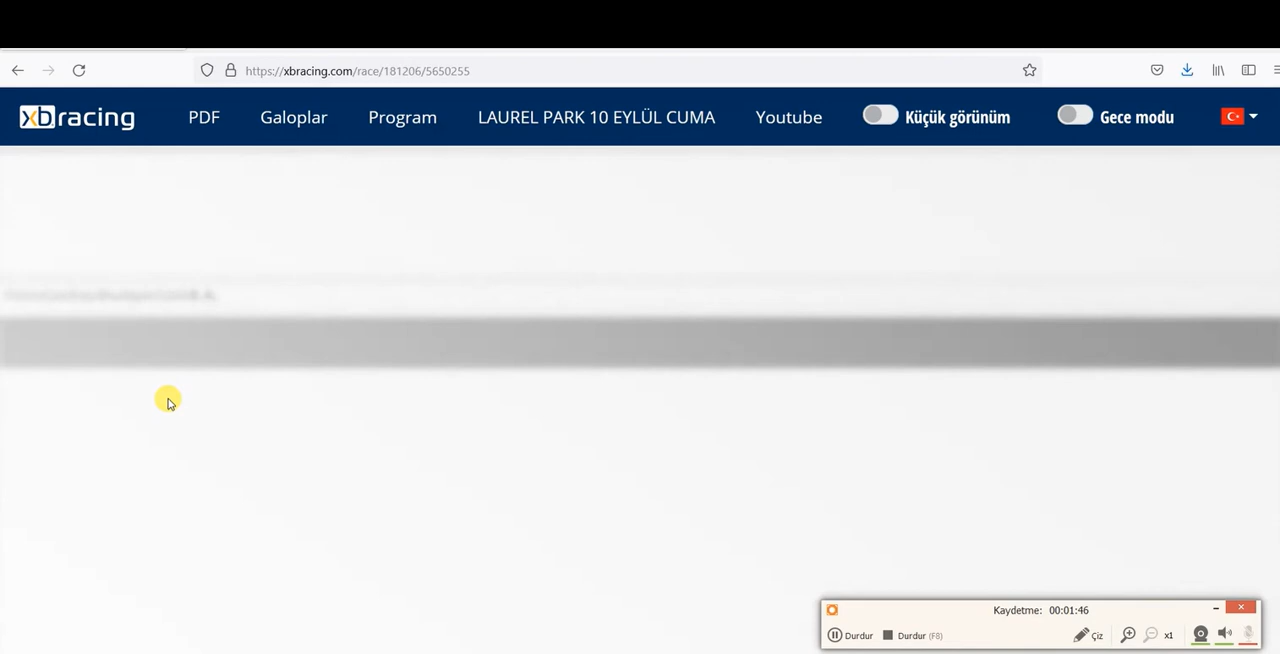 https://xbracing.com/race/181206/5650255
xbracing PDF Galoplar Program LAUREL PARK 10 EYLÜL CUMA Youtube Küçük görünüm Gece modu
Kaydetme: 00:01:46
Durdur Durdur (F8) Çiz x1